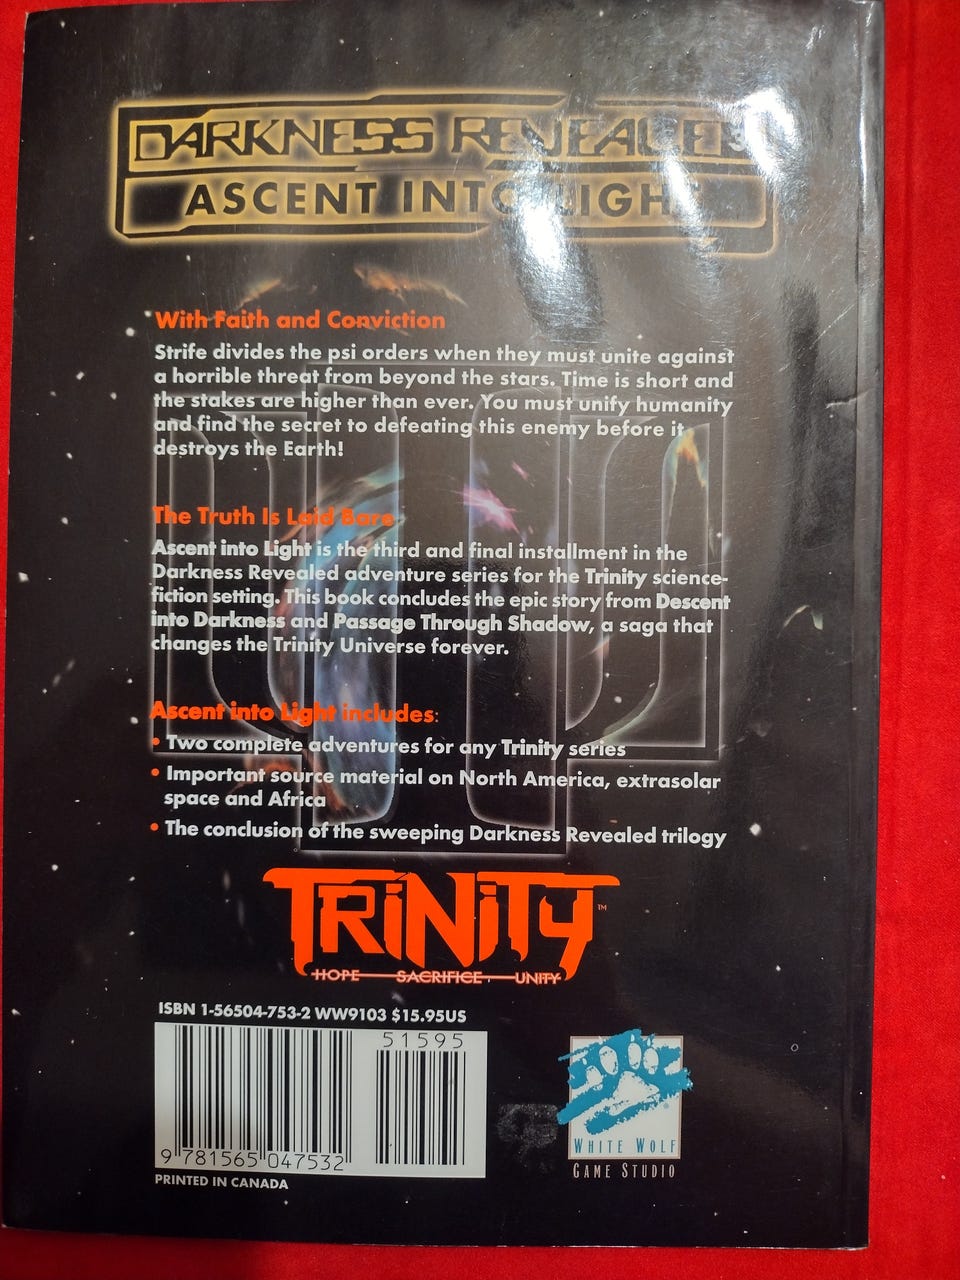 DARKNESS REVEALED 3
ASCENT INTO LIGHT
With Faith and Conviction
Strife divides the psi orders when they must unite against
a horrible threat from beyond the stars. Time is short and
the stakes are higher than ever. You must unify humanity
and find the secret to defeating this enemy before it
destroys the Earth!
The Truth Is Laid Bare
Ascent into Light is the third and final installment in the
Darkness Revealed adventure series for the Trinity science-
fiction setting. This book concludes the epic story from Descent
into Darkness and Passage Through Shadow, a saga that
changes the Trinity Universe forever.
Ascent into Light includes:
• Two complete adventures for any Trinity series
• Important source material on North America, extrasolar
space and Africa
• The conclusion of the sweeping Darkness Revealed trilogy
TRINITY™
HOPE SACRIFICE UNITY
ISBN 1-56504-753-2 WW9103 $15.95US
51595
9 781565 047532
PRINTED IN CANADA
WHITE WOLF
GAME STUDIO